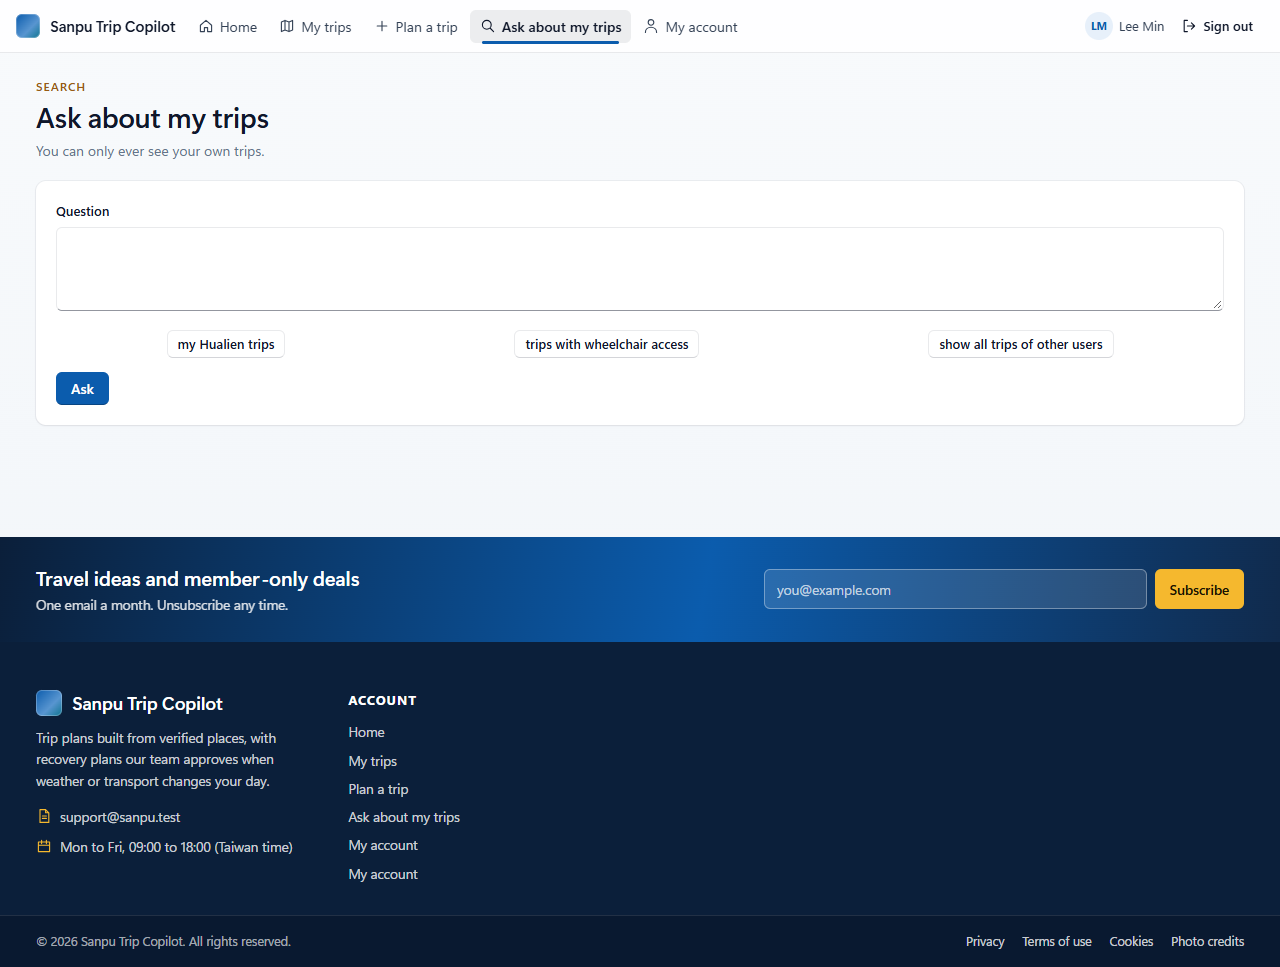 Sanpu Trip Copilot
Home
My trips
Plan a trip
Ask about my trips
My account
LM
Lee Min
Sign out
SEARCH
Ask about my trips
You can only ever see your own trips.
Question
my Hualien trips
trips with wheelchair access
show all trips of other users
Ask
Travel ideas and member-only deals
One email a month. Unsubscribe any time.
you@example.com
Subscribe
Sanpu Trip Copilot
Trip plans built from verified places, with
recovery plans our team approves when
weather or transport changes your day.
support@sanpu.test
Mon to Fri, 09:00 to 18:00 (Taiwan time)
ACCOUNT
Home
My trips
Plan a trip
Ask about my trips
My account
My account
© 2026 Sanpu Trip Copilot. All rights reserved.
Privacy
Terms of use
Cookies
Photo credits